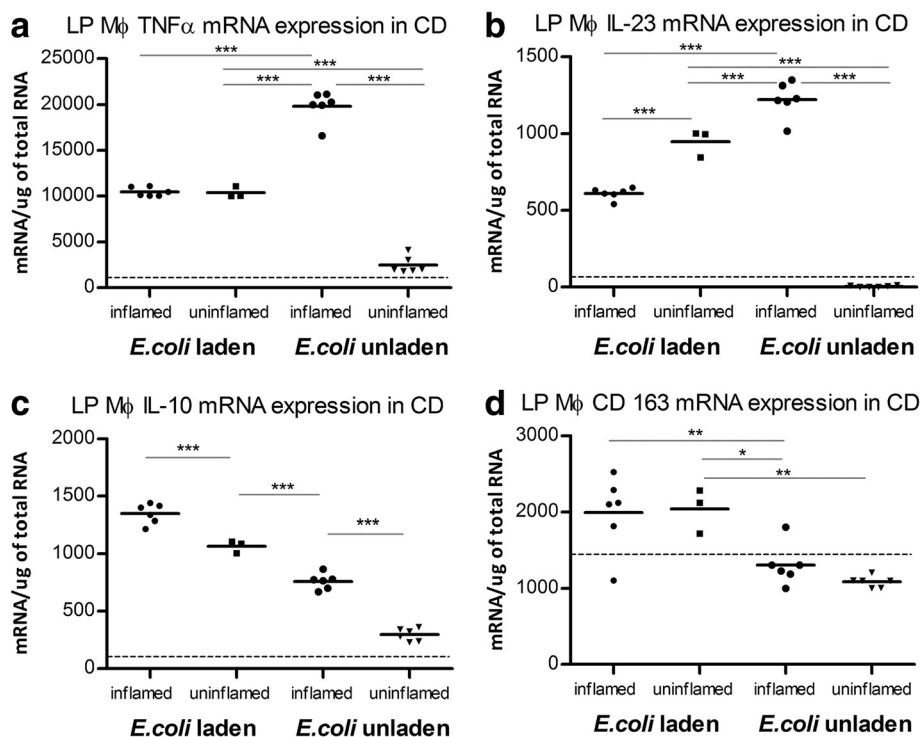 a LP Mϕ TNFα mRNA expression in CD
mRNA/ug of total RNA
25000
20000
15000
10000
5000
0
***
***
*** ***
inflamed uninflamed inflamed uninflamed
E.coli laden E.coli unladen
b LP Mϕ IL-23 mRNA expression in CD
mRNA/ug of total RNA
1500
1000
500
0
***
***
*** ***
***
inflamed uninflamed inflamed uninflamed
E.coli laden E.coli unladen
c LP Mϕ IL-10 mRNA expression in CD
mRNA/ug of total RNA
2000
1500
1000
500
0
***
***
***
inflamed uninflamed inflamed uninflamed
E.coli laden E.coli unladen
d LP Mϕ CD 163 mRNA expression in CD
mRNA/ug of total RNA
3000
2000
1000
0
**
*
**
inflamed uninflamed inflamed uninflamed
E.coli laden E.coli unladen